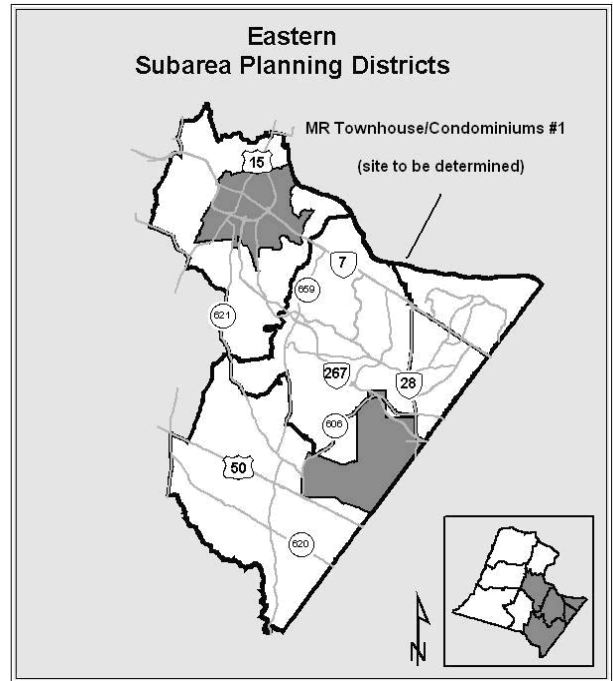 Eastern
Subarea Planning Districts
MR Townhouse/Condominiums #1
(site to be determined)
15
7
659
621
267
28
606
50
620
N